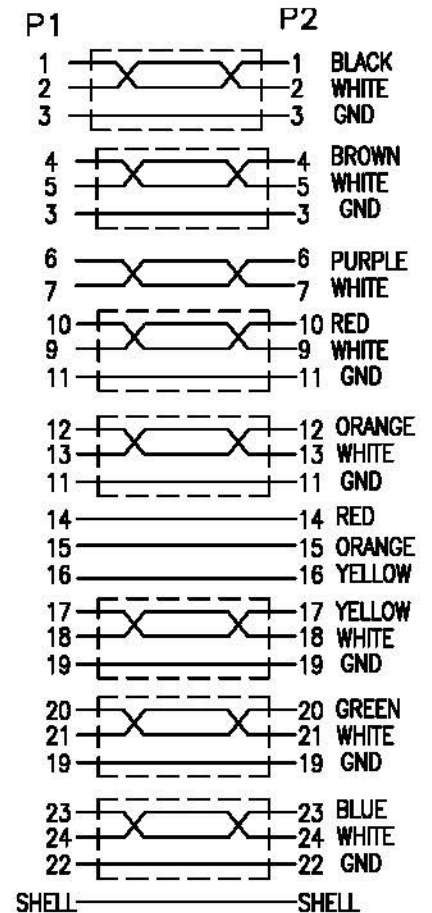 P1 P2
1 1 BLACK
2 2 WHITE
3 3 GND
4 4 BROWN
5 5 WHITE
3 3 GND
6 6 PURPLE
7 7 WHITE
10 10 RED
9 9 WHITE
11 11 GND
12 12 ORANGE
13 13 WHITE
11 11 GND
14 14 RED
15 15 ORANGE
16 16 YELLOW
17 17 YELLOW
18 18 WHITE
19 19 GND
20 20 GREEN
21 21 WHITE
19 19 GND
23 23 BLUE
24 24 WHITE
22 22 GND
SHELL SHELL